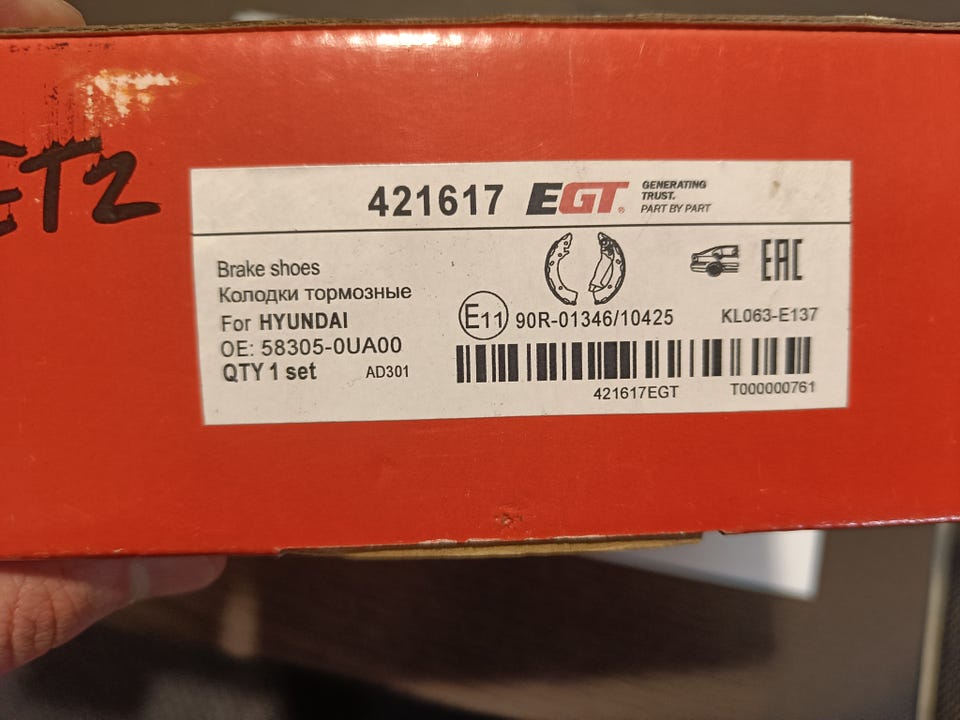 ET2
421617 EGT® GENERATING
TRUST.
PART BY PART
Brake shoes
Колодки тормозные
For HYUNDAI
OE: 58305-0UA00
QTY 1 set AD301
E11 90R-01346/10425
EAC
KL063-E137
421617EGT T000000761